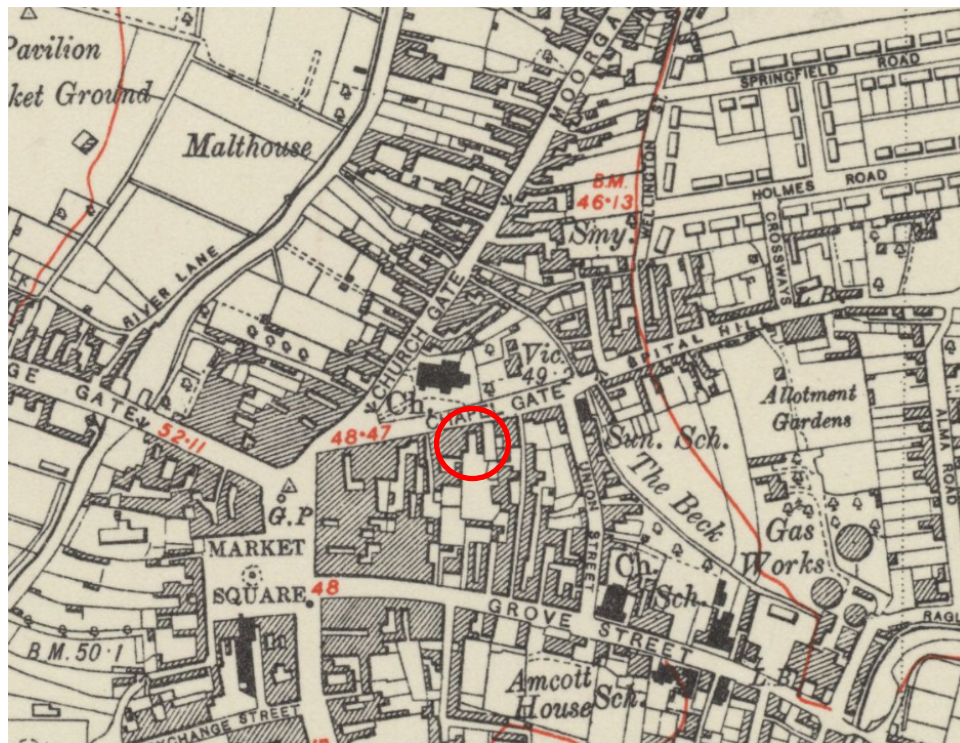 Pavilion
ket Ground
Malthouse
MOORGA
SPRINGFIELD ROAD
WELLINGTON S
HOLMES ROAD
B.M.
46·13
Smy.
CROSSWAYS
L.B.
RIVER LANE
CHURCH GATE
SPITAL HILL
Vic.
49
Ch.
CHAPEL GATE
GE GATE
52·11
48·47
Sun. Sch.
Allotment
Gardens
ALMA ROAD
UNION STREET
The Beck
G.P
MARKET
SQUARE
48
Gas
Works
Ch.
Sch.
GROVE STREET
RAGL
B.M. 50·1
Amcott
House
Sch.
L.B.
EXCHANGE STREET